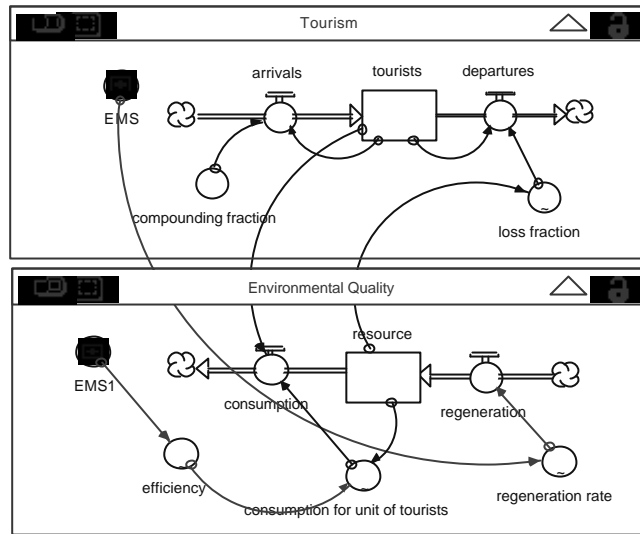 Tourism
arrivals
tourists
departures
EMS
compounding fraction
loss fraction
Environmental Quality
resource
EMS1
consumption
regeneration
efficiency
consumption for unit of tourists
regeneration rate